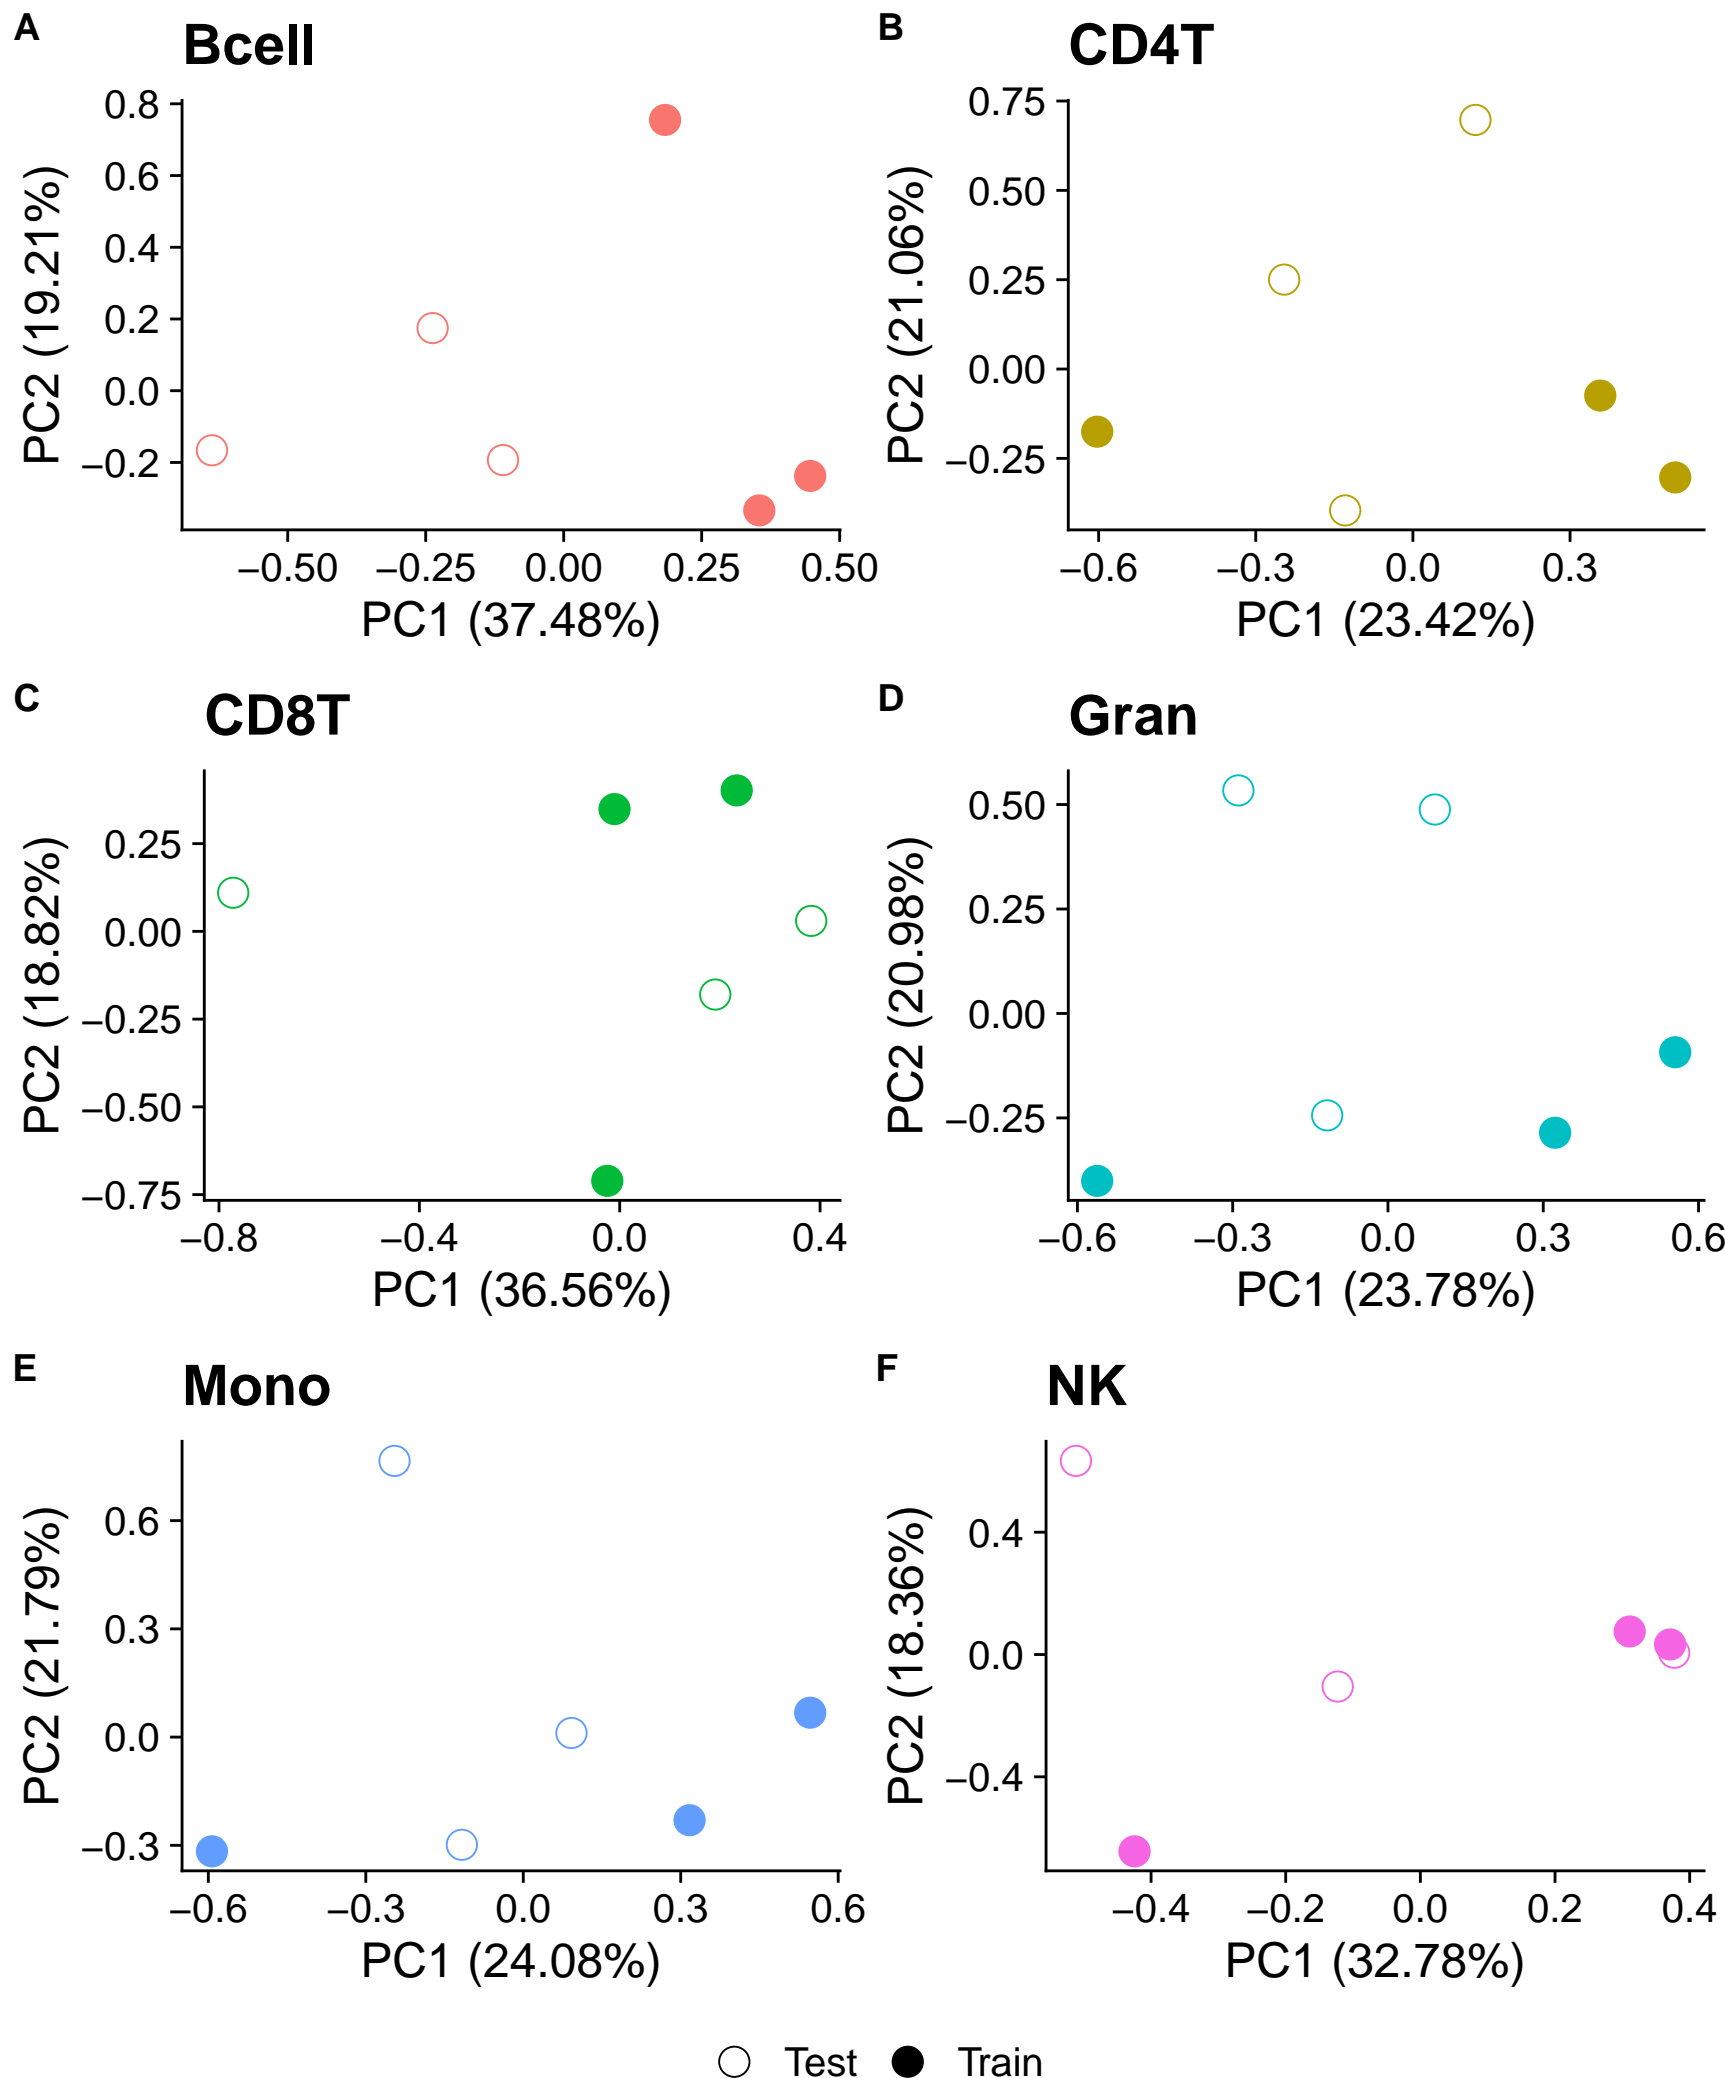 A
Bcell
0.8
0.6
0.4
0.2
0.0
−0.2
PC2 (19.21%)
−0.50 −0.25 0.00 0.25 0.50
PC1 (37.48%)
B
CD4T
0.75
0.50
0.25
0.00
−0.25
PC2 (21.06%)
−0.6 −0.3 0.0 0.3
PC1 (23.42%)
C
CD8T
0.25
0.00
−0.25
−0.50
−0.75
PC2 (18.82%)
−0.8 −0.4 0.0 0.4
PC1 (36.56%)
D
Gran
0.50
0.25
0.00
−0.25
PC2 (20.98%)
−0.6 −0.3 0.0 0.3 0.6
PC1 (23.78%)
E
Mono
0.6
0.3
0.0
−0.3
PC2 (21.79%)
−0.6 −0.3 0.0 0.3 0.6
PC1 (24.08%)
F
NK
0.4
0.0
−0.4
PC2 (18.36%)
−0.4 −0.2 0.0 0.2 0.4
PC1 (32.78%)
Test Train